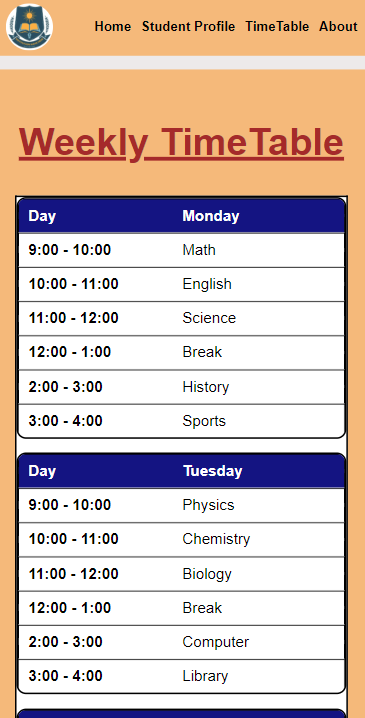 Home Student Profile TimeTable About
Weekly TimeTable
Day Monday
9:00 - 10:00 Math
10:00 - 11:00 English
11:00 - 12:00 Science
12:00 - 1:00 Break
2:00 - 3:00 History
3:00 - 4:00 Sports
Day Tuesday
9:00 - 10:00 Physics
10:00 - 11:00 Chemistry
11:00 - 12:00 Biology
12:00 - 1:00 Break
2:00 - 3:00 Computer
3:00 - 4:00 Library